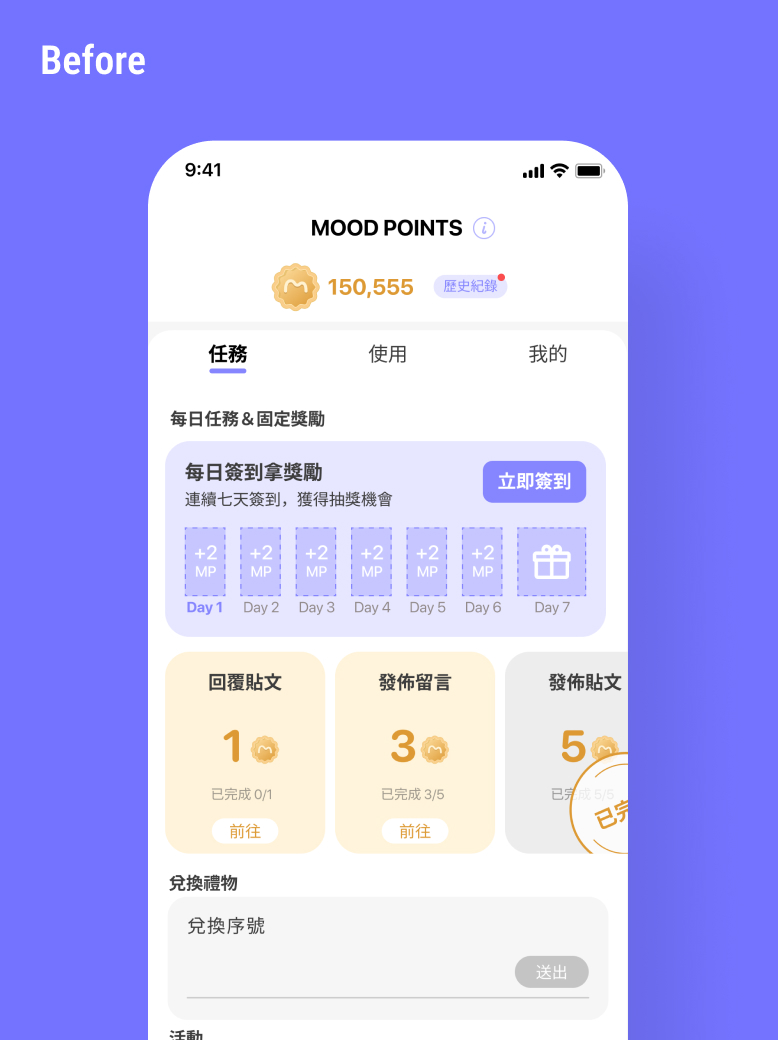 Before
9:41
MOOD POINTS
150,555 歷史紀錄
任務 使用 我的
每日任務＆固定獎勵
每日簽到拿獎勵
立即簽到
連續七天簽到，獲得抽獎機會
+2 +2 +2 +2 +2 +2
MP MP MP MP MP MP
Day 1 Day 2 Day 3 Day 4 Day 5 Day 6 Day 7
回覆貼文 發佈留言 發佈貼文
1 3 5
已完成 0/1 已完成 3/5 已完成 5/5
前往 前往
已完
兌換禮物
兌換序號
送出
活動